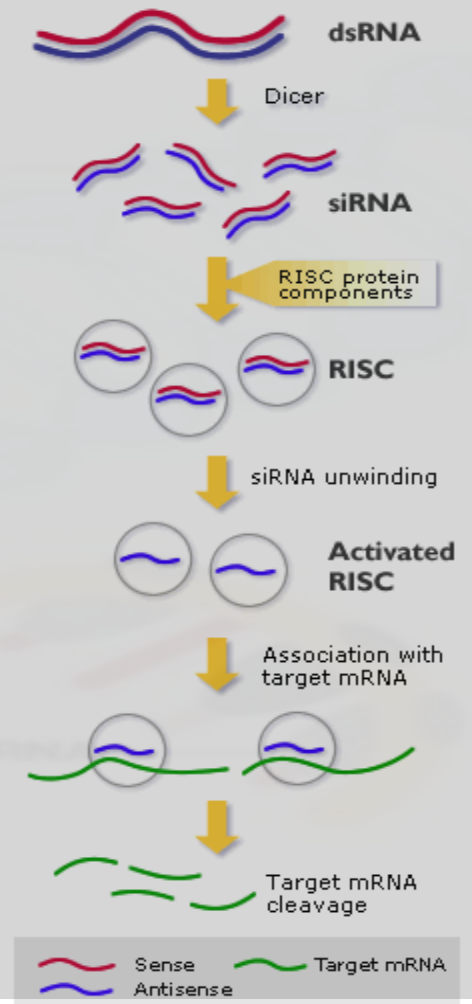 dsRNA
Dicer
siRNA
RISC protein
components
RISC
siRNA unwinding
Activated
RISC
Association with
target mRNA
Target mRNA
cleavage
Sense
Target mRNA
Antisense